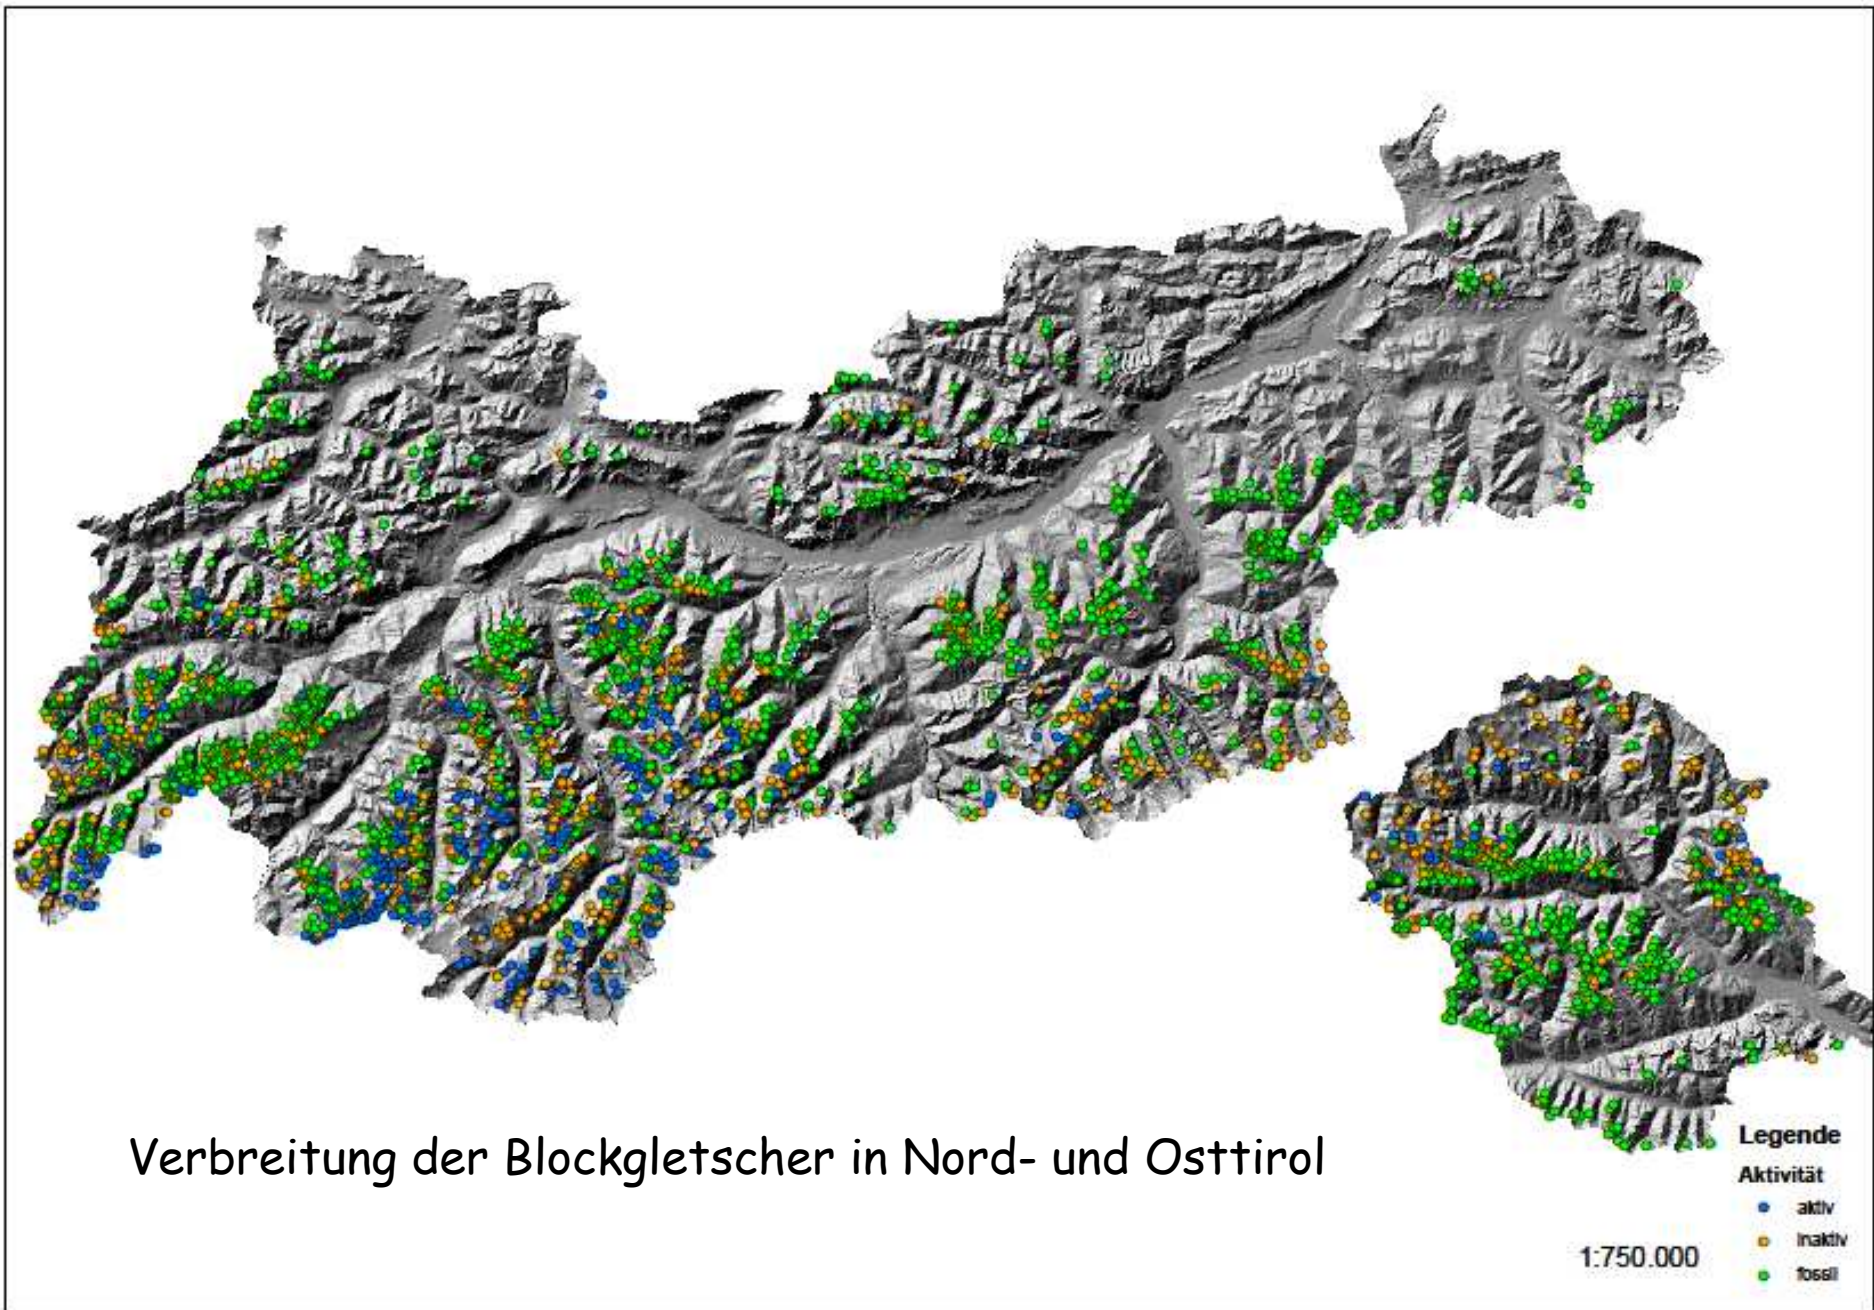 Verbreitung der Blockgletscher in Nord- und Osttirol
Legende
Aktivität
aktiv
inaktiv
fossil
1:750.000